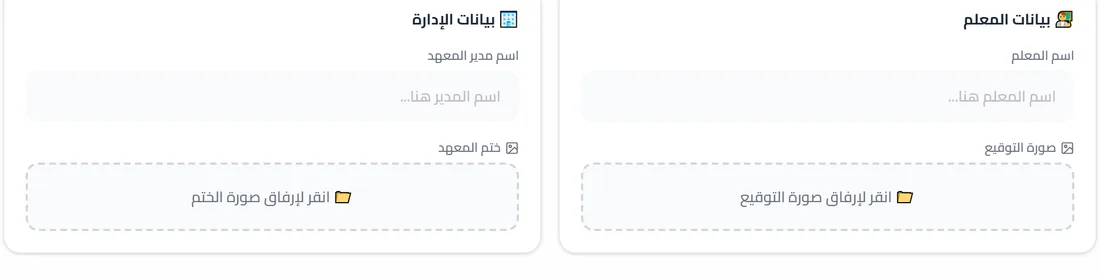 بيانات المعلم
اسم المعلم
اسم المعلم هنا...
صورة التوقيع
انقر لإرفاق صورة التوقيع
بيانات الإدارة
اسم مدير المعهد
اسم المدير هنا...
ختم المعهد
انقر لإرفاق صورة الختم